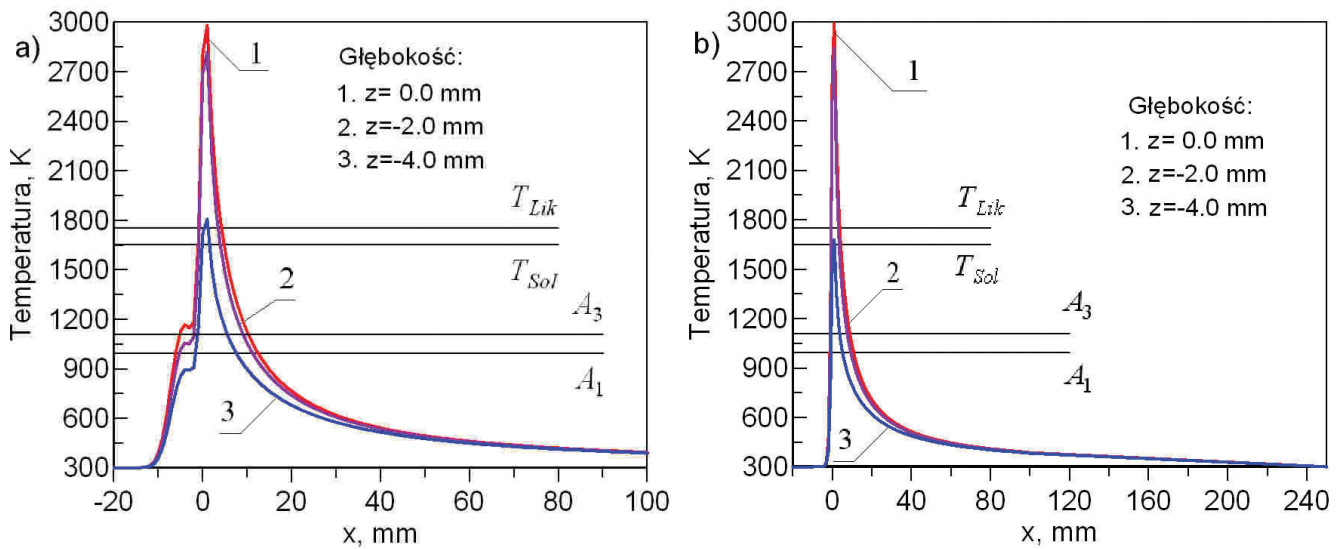 a)
Temperatura, K
3000
2700
2400
2100
1800
1500
1200
900
600
300
-20
0
20
40
60
80
100
x, mm
Głębokość:
1. z= 0.0 mm
2. z=-2.0 mm
3. z=-4.0 mm
1
2
3
T_Lik
T_Sol
A_3
A_1
b)
Temperatura, K
3000
2700
2400
2100
1800
1500
1200
900
600
300
0
40
80
120
160
200
240
x, mm
Głębokość:
1. z= 0.0 mm
2. z=-2.0 mm
3. z=-4.0 mm
1
2
3
T_Lik
T_Sol
A_3
A_1